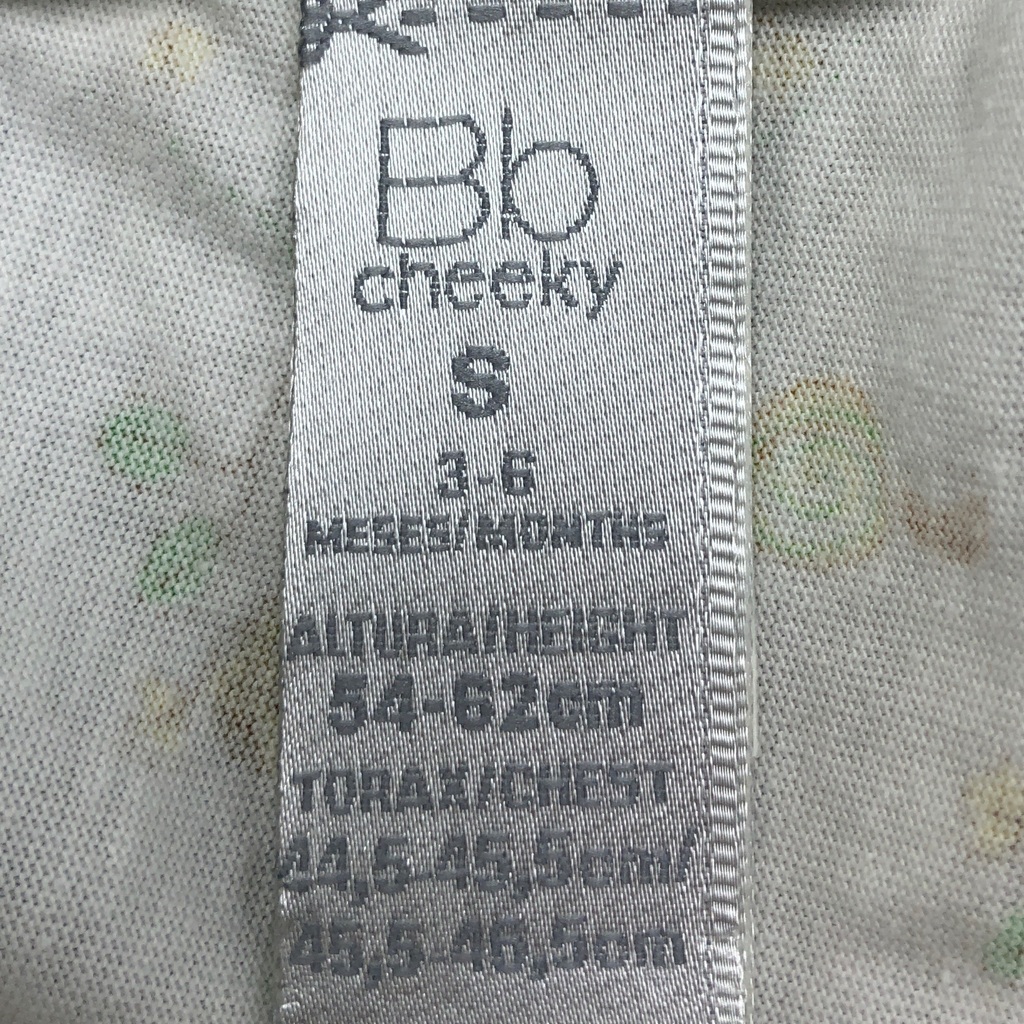 Bb
cheeky
S
3-6
MESES/MONTHS
ALTURA/HEIGHT
54-62cm
TORAX/CHEST
44,5-45,5cm/
45,5-46,5cm